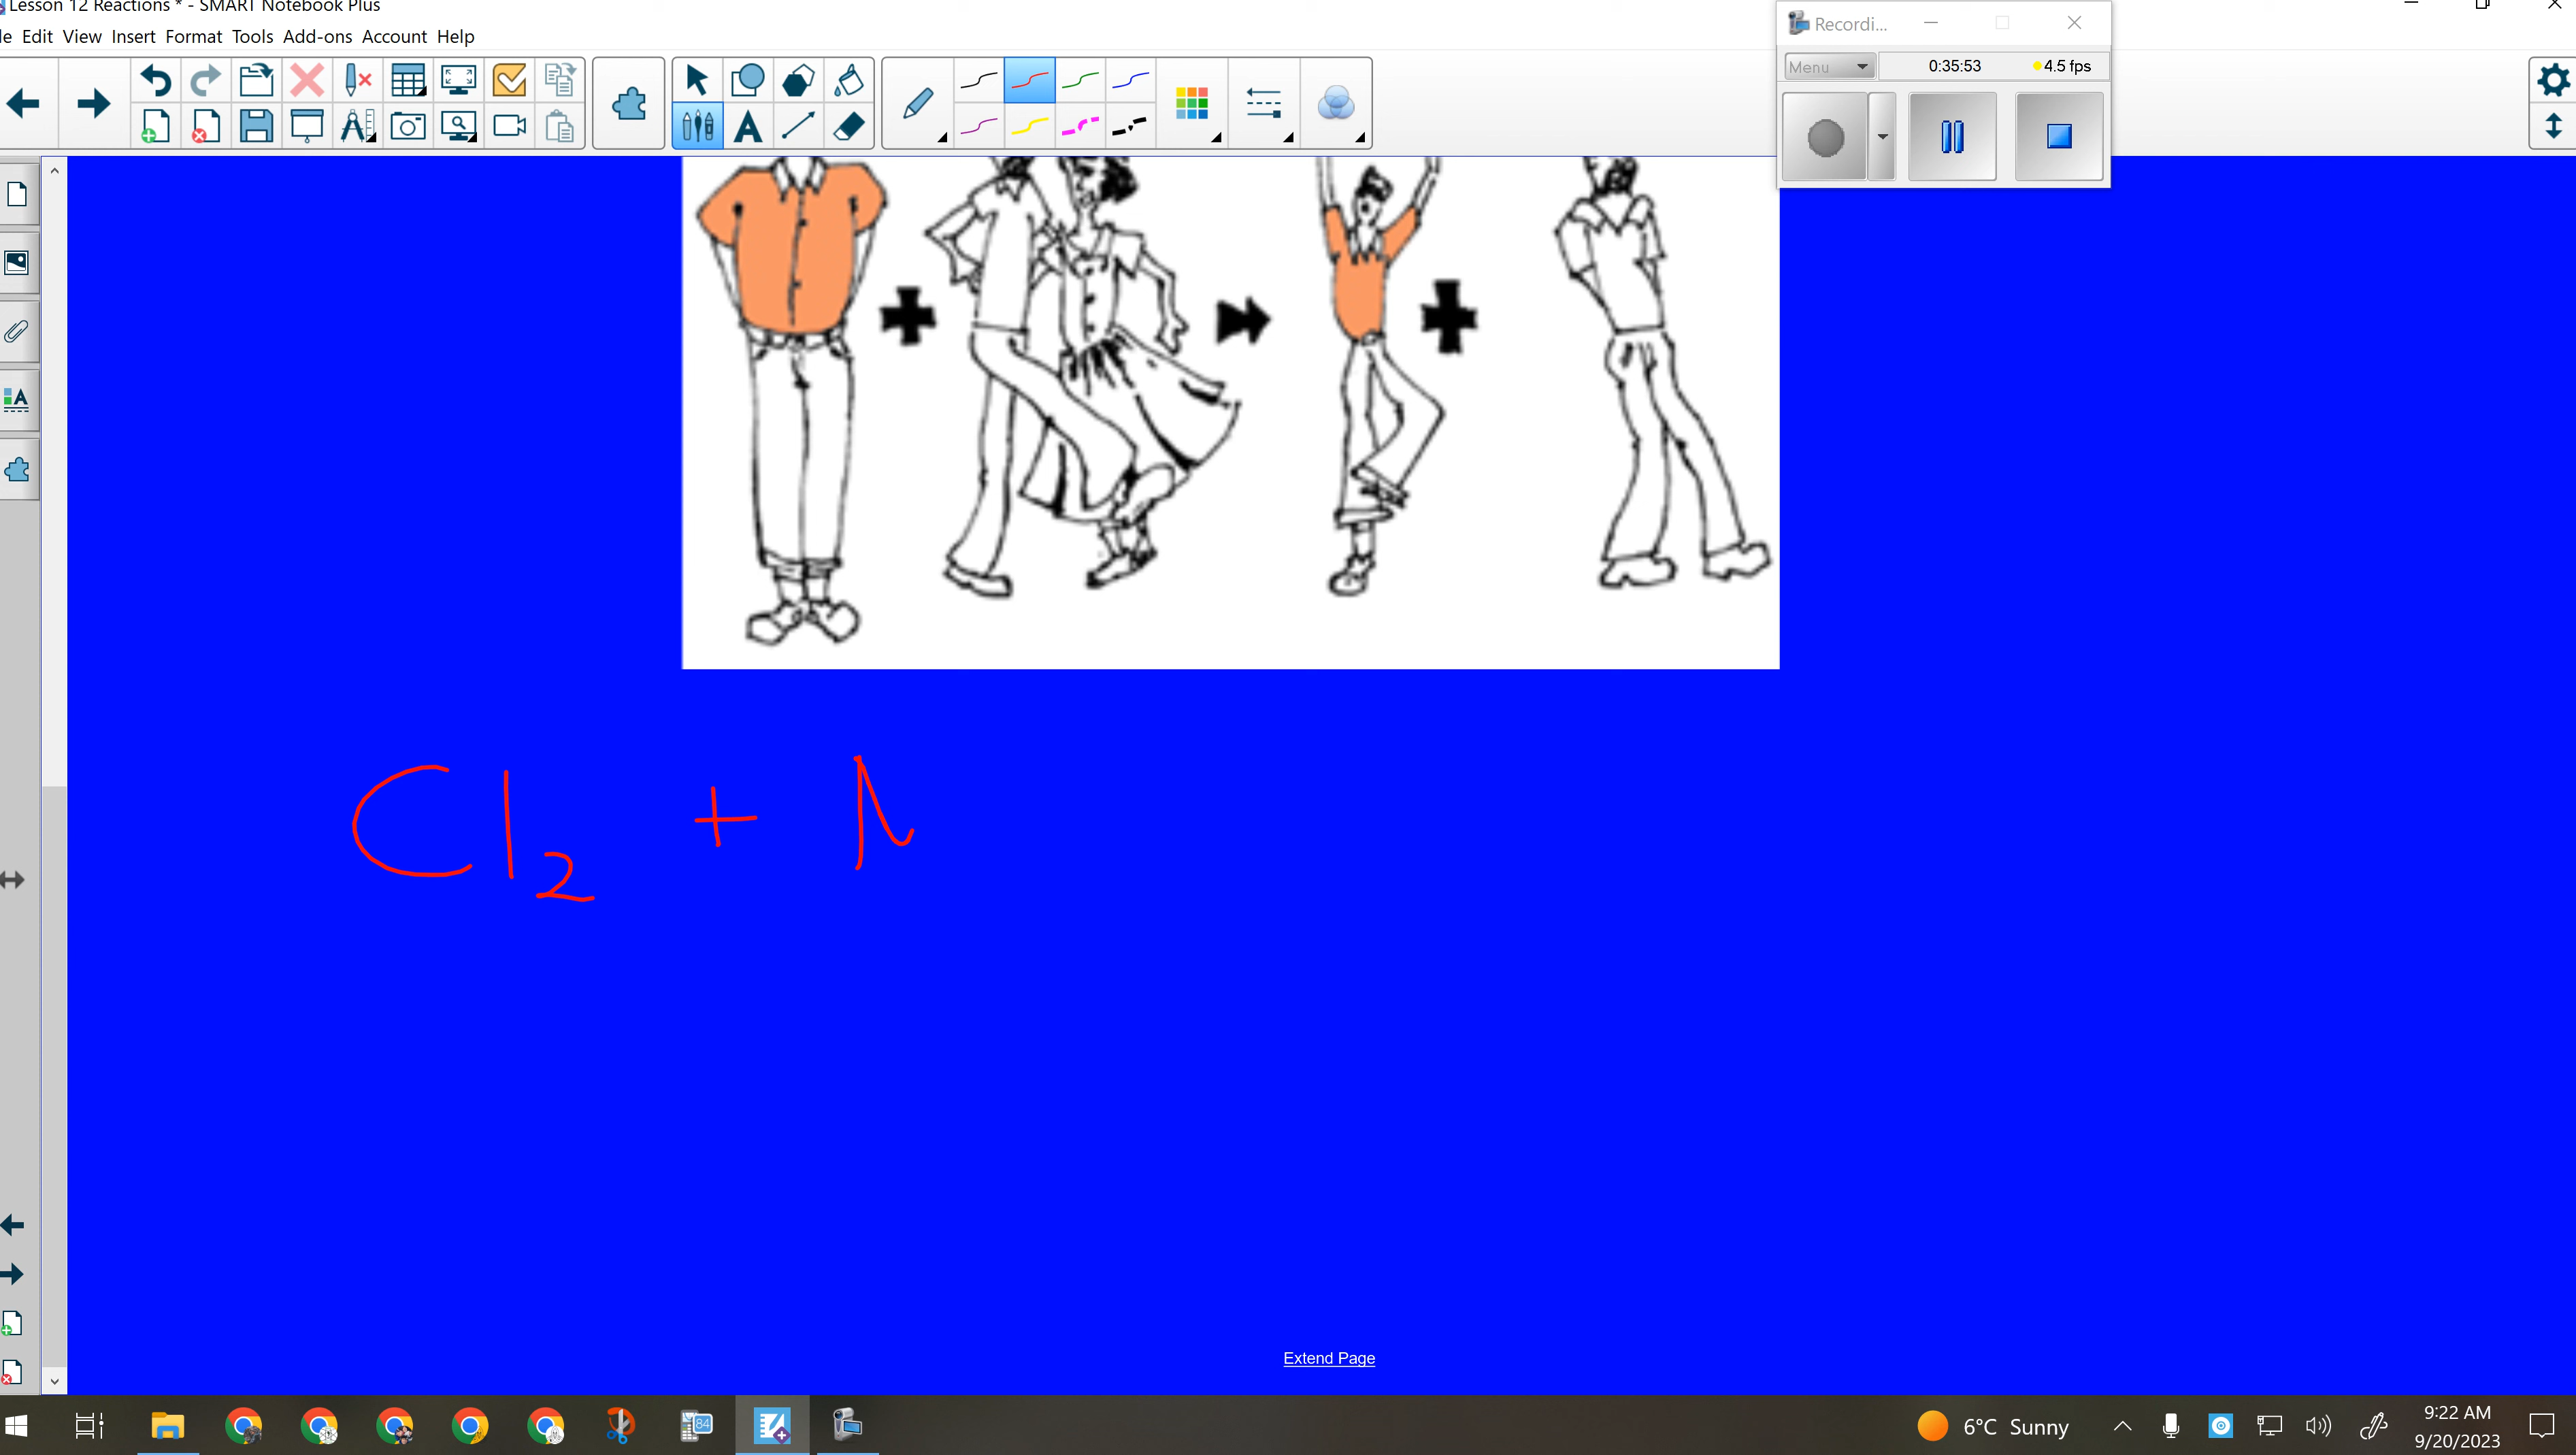 Lesson 12 Reactions * - SMART Notebook Plus
le Edit View Insert Format Tools Add-ons Account Help
Recordi...
Menu 0:35:53 4.5 fps
A
A
84
Cl2 +
Extend Page
6°C Sunny
9:22 AM
9/20/2023